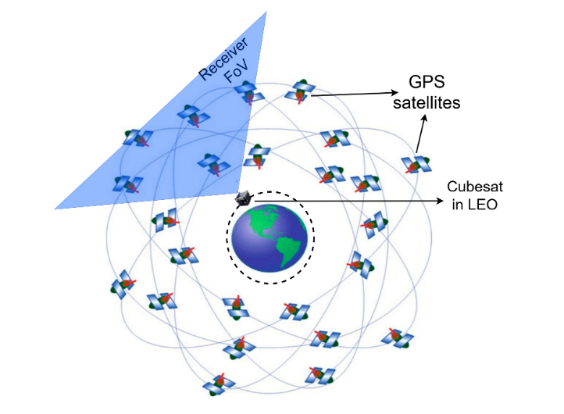 Receiver
FoV
GPS
satellites
Cubesat
in LEO